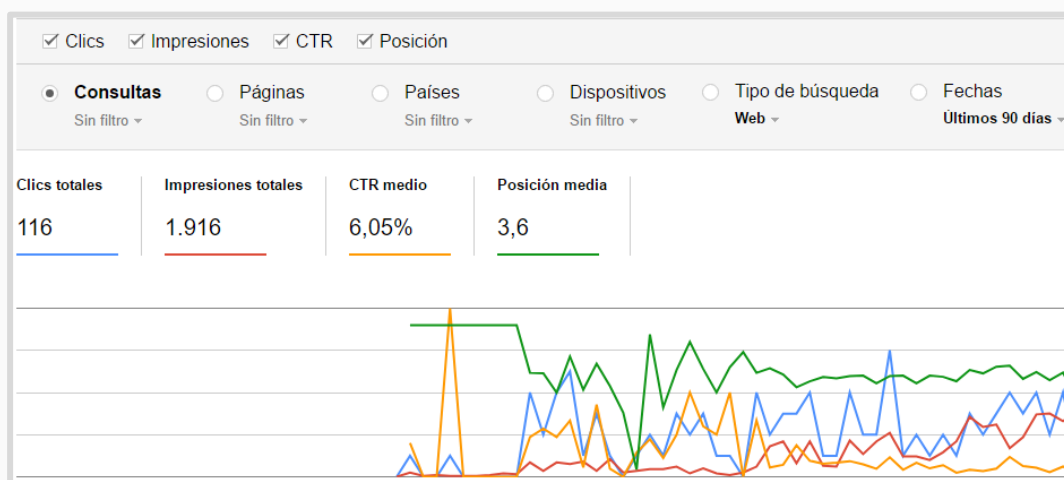 Clics Impresiones CTR Posición
Consultas Páginas Países Dispositivos Tipo de búsqueda Fechas
Sin filtro Sin filtro Sin filtro Sin filtro Web Últimos 90 días
Clics totales Impresiones totales CTR medio Posición media
116 1.916 6,05% 3,6